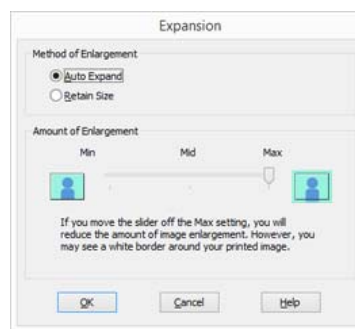 Expansion
Method of Enlargement
Auto Expand
Retain Size
Amount of Enlargement
Min Mid Max
If you move the slider off the Max setting, you will
reduce the amount of image enlargement. However, you
may see a white border around your printed image.
OK Cancel Help